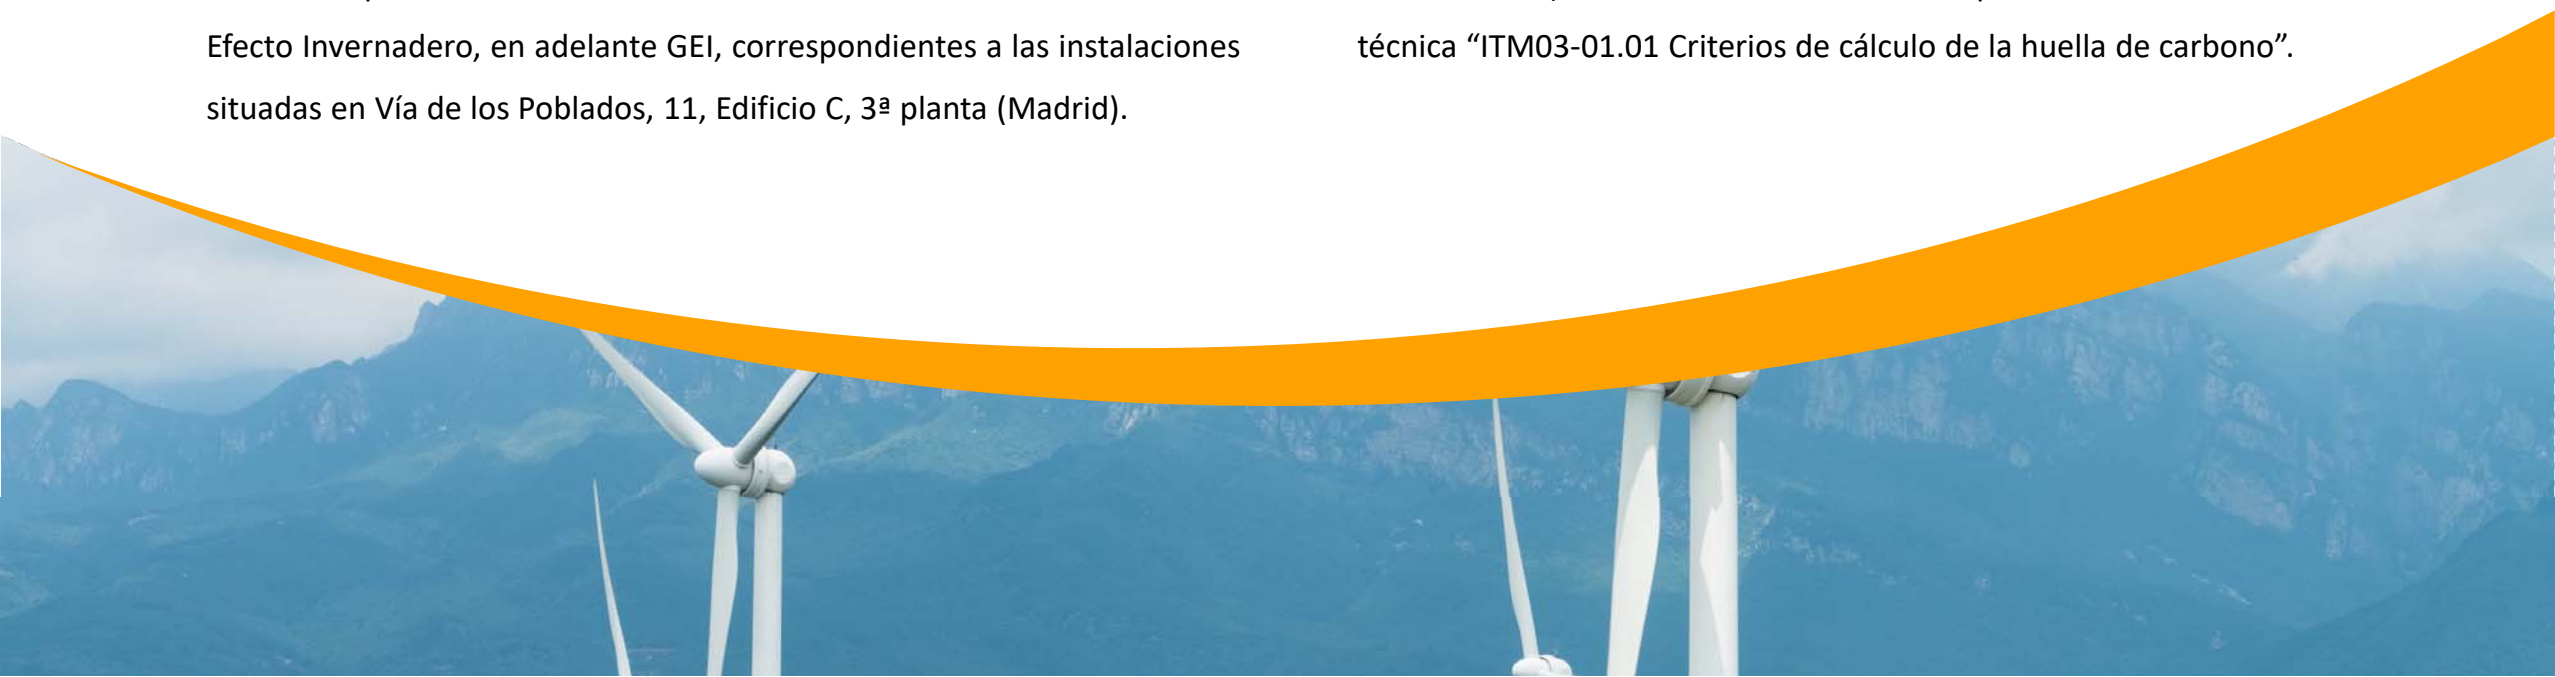 Efecto Invernadero, en adelante GEI, correspondientes a las instalaciones
situadas en Vía de los Poblados, 11, Edificio C, 3ª planta (Madrid).
técnica “ITM03-01.01 Criterios de cálculo de la huella de carbono”.